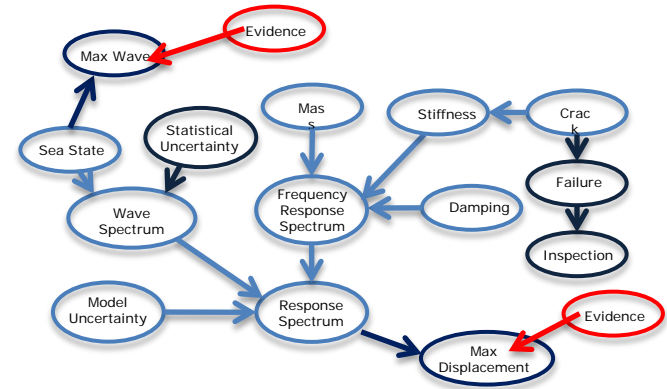 Evidence
Max Wave
Mas
s
Stiffness
Crac
k
Statistical
Uncertainty
Sea State
Failure
Frequency
Response
Spectrum
Damping
Wave
Spectrum
Inspection
Model
Uncertainty
Response
Spectrum
Evidence
Max
Displacement